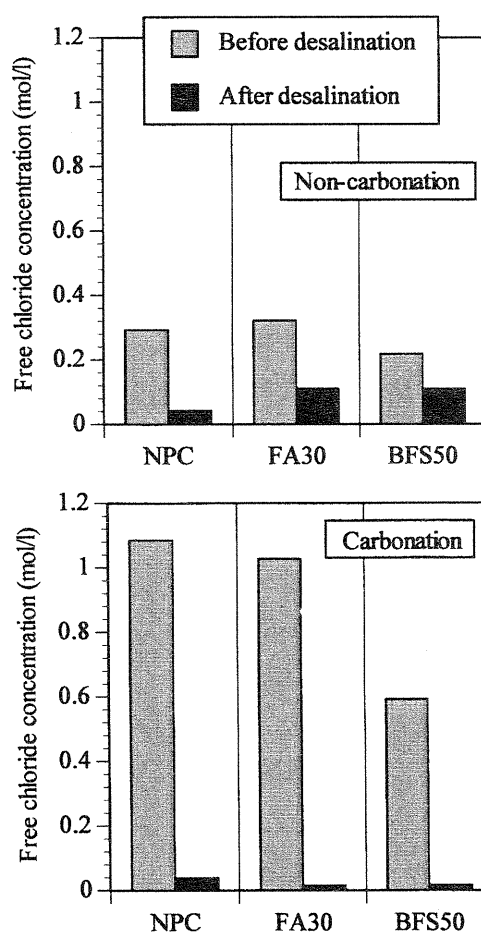 Free chloride concentration (mol/l)
1.2
1
0.8
0.6
0.4
0.2
0
Before desalination
After desalination
Non-carbonation
NPC FA30 BFS50
Free chloride concentration (mol/l)
1.2
1
0.8
0.6
0.4
0.2
0
Carbonation
NPC FA30 BFS50